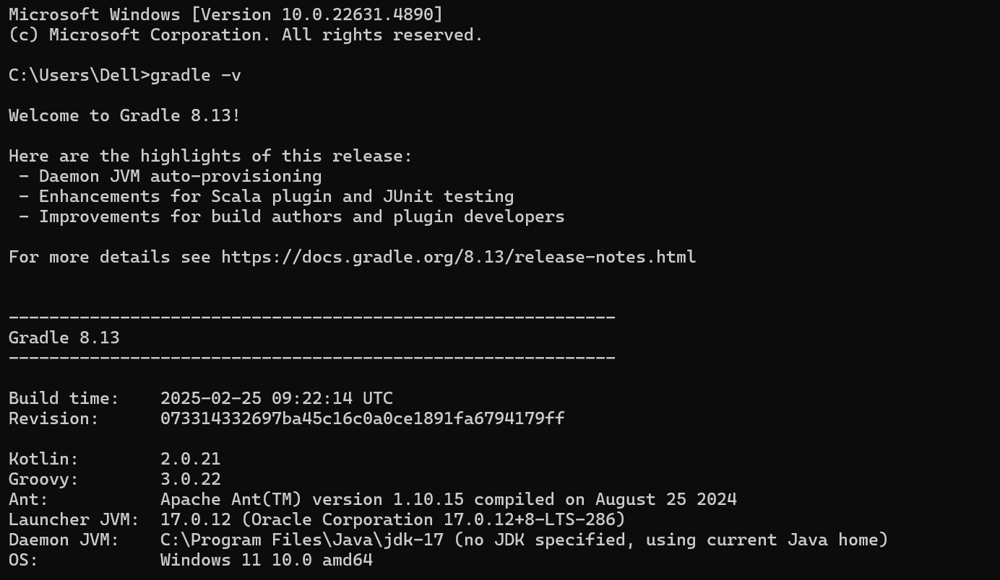 Microsoft Windows [Version 10.0.22631.4890]
(c) Microsoft Corporation. All rights reserved.
C:\Users\Dell>gradle -v
Welcome to Gradle 8.13!
Here are the highlights of this release:
 - Daemon JVM auto-provisioning
 - Enhancements for Scala plugin and JUnit testing
 - Improvements for build authors and plugin developers
For more details see https://docs.gradle.org/8.13/release-notes.html
------------------------------------------------------------
Gradle 8.13
------------------------------------------------------------
Build time:    2025-02-25 09:22:14 UTC
Revision:      073314332697ba45c16c0a0ce1891fa6794179ff
Kotlin:        2.0.21
Groovy:        3.0.22
Ant:           Apache Ant(TM) version 1.10.15 compiled on August 25 2024
Launcher JVM:  17.0.12 (Oracle Corporation 17.0.12+8-LTS-286)
Daemon JVM:    C:\Program Files\Java\jdk-17 (no JDK specified, using current Java home)
OS:            Windows 11 10.0 amd64